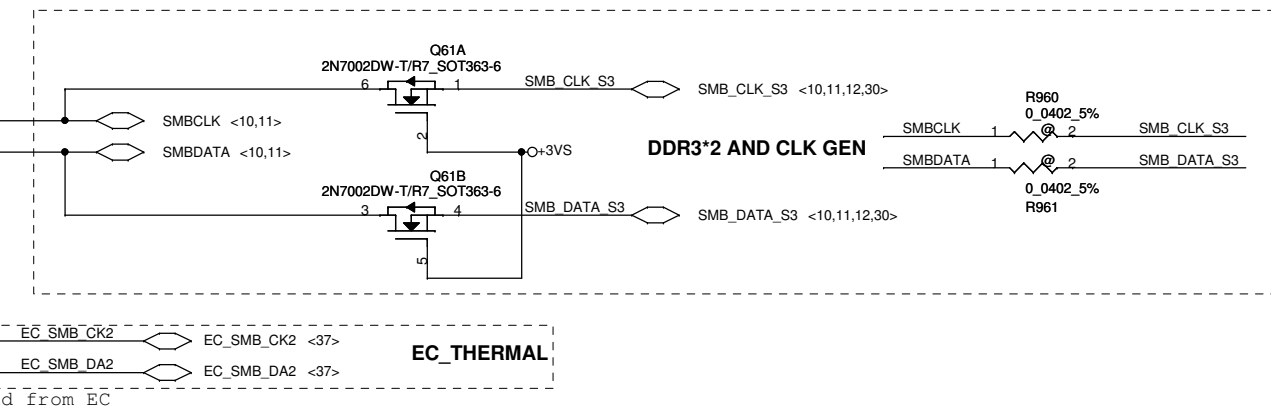 Q61A
2N7002DW-T/R7_SOT363-6
6 1 SMB_CLK_S3
SMB_CLK_S3 <10,11,12,30>
2
SMBCLK <10,11>
SMBDATA <10,11>
+3VS
DDR3*2 AND CLK GEN
R960
0_0402_5%
SMBCLK 1 @ 2 SMB_CLK_S3
SMBDATA 1 @ 2 SMB_DATA_S3
0_0402_5%
R961
Q61B
2N7002DW-T/R7_SOT363-6
3 4 SMB_DATA_S3
SMB_DATA_S3 <10,11,12,30>
5
EC_SMB_CK2 EC_SMB_CK2 <37>
EC_THERMAL
EC_SMB_DA2 EC_SMB_DA2 <37>
d from EC